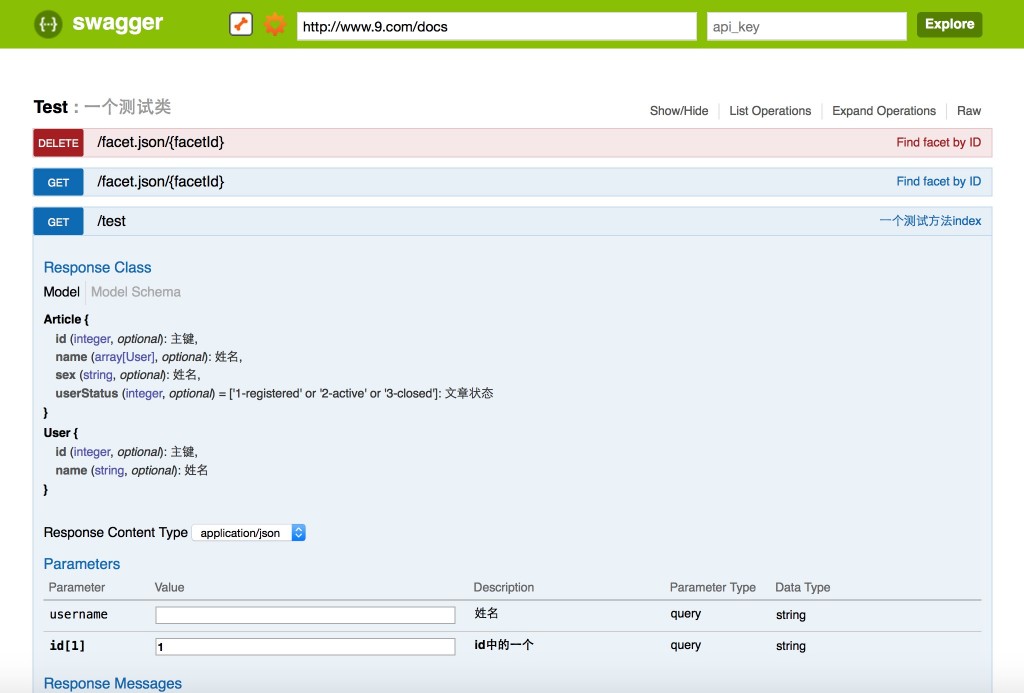 {···} swagger http://www.9.com/docs api_key Explore
Test : 一个测试类 Show/Hide List Operations Expand Operations Raw
DELETE /facet.json/{facetId} Find facet by ID
GET /facet.json/{facetId} Find facet by ID
GET /test 一个测试方法index
Response Class
Model Model Schema
Article {
id (integer, optional): 主键,
name (array[User], optional): 姓名,
sex (string, optional): 姓名,
userStatus (integer, optional) = ['1-registered' or '2-active' or '3-closed']: 文章状态
}
User {
id (integer, optional): 主键,
name (string, optional): 姓名
}
Response Content Type application/json
Parameters
Parameter Value Description Parameter Type Data Type
username 姓名 query string
id[1] 1 id中的一个 query string
Response Messages